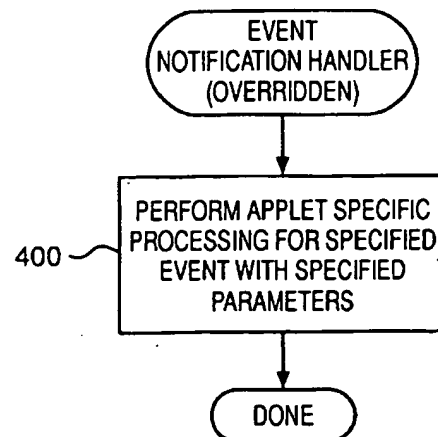 EVENT
NOTIFICATION HANDLER
(OVERRIDDEN)
PERFORM APPLET SPECIFIC
PROCESSING FOR SPECIFIED
EVENT WITH SPECIFIED
PARAMETERS
400
DONE